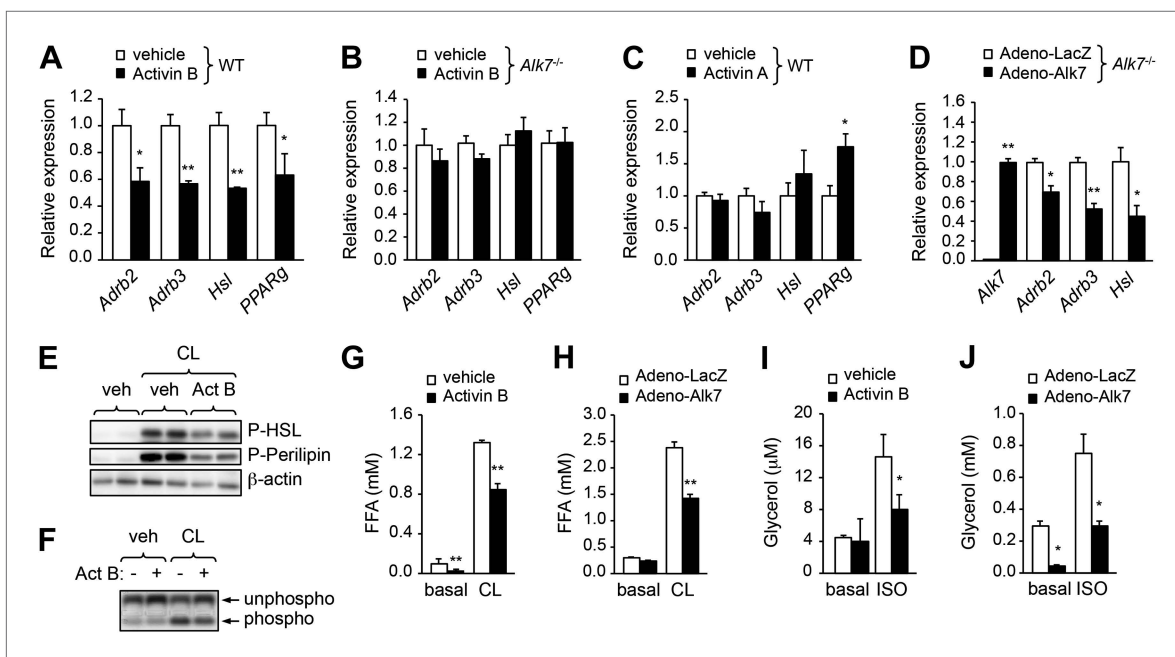 A
vehicle
Activin B
WT
Relative expression
1.2
1.0
0.8
0.6
0.4
0.2
0.0
*
**
**
*
Adrb2
Adrb3
Hsl
PPARg
B
vehicle
Activin B
Alk7-/-
Relative expression
1.4
1.2
1.0
0.8
0.6
0.4
0.2
0.0
Adrb2
Adrb3
Hsl
PPARg
C
vehicle
Activin A
WT
Relative expression
2.5
2.0
1.5
1.0
0.5
0.0
*
Adrb2
Adrb3
Hsl
PPARg
D
Adeno-LacZ
Adeno-Alk7
Alk7-/-
Relative expression
1.6
1.4
1.2
1.0
0.8
0.6
0.4
0.2
0.0
**
*
**
*
Alk7
Adrb2
Adrb3
Hsl
E
CL
veh veh Act B
P-HSL
P-Perilipin
β-actin
F
veh CL
Act B: - + - +
unphospho
phospho
G
vehicle
Activin B
FFA (mM)
1.6
1.2
0.8
0.4
0.0
**
**
basal CL
H
Adeno-LacZ
Adeno-Alk7
FFA (mM)
3.0
2.5
2.0
1.5
1.0
0.5
0.0
**
basal CL
I
vehicle
Activin B
Glycerol (μM)
20
16
12
8
4
0
*
basal ISO
J
Adeno-LacZ
Adeno-Alk7
Glycerol (mM)
1.0
0.8
0.6
0.4
0.2
0
*
*
basal ISO